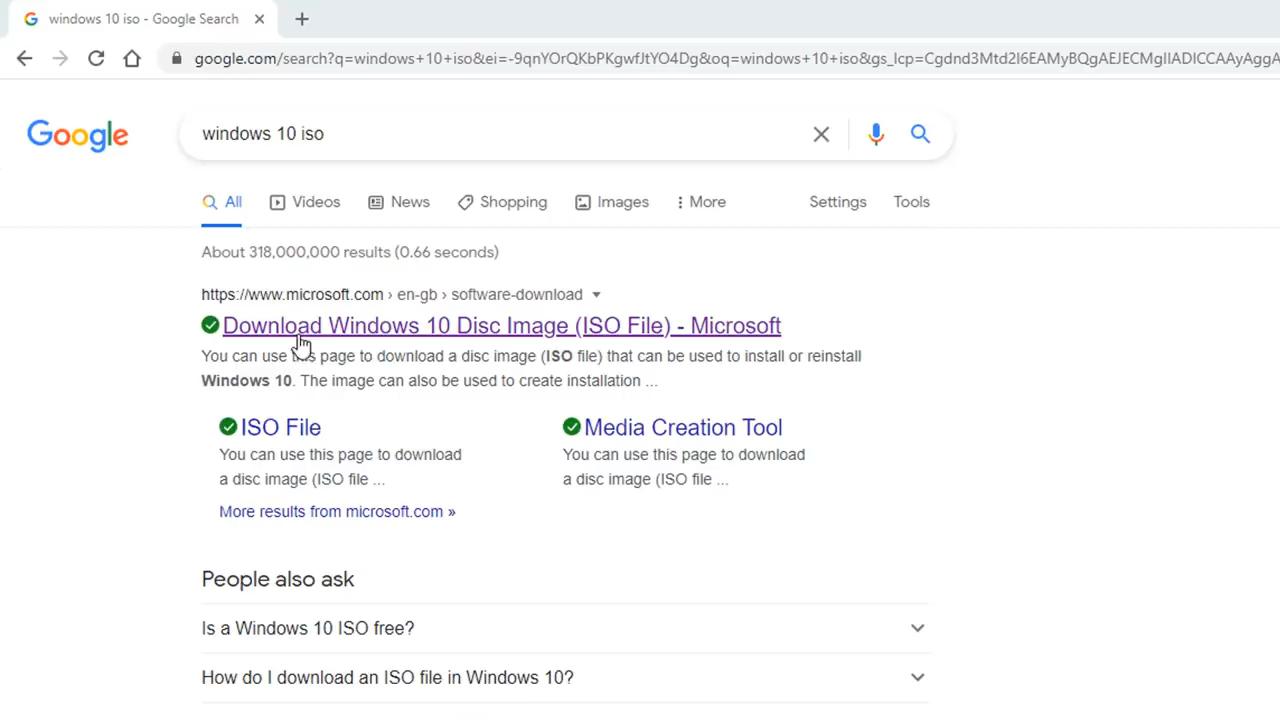 windows 10 iso - Google Search
google.com/search?q=windows+10+iso&ei=-9qnYOrQKbPKgwfJtYO4Dg&oq=windows+10+iso&gs_lcp=Cgdnd3Mtd2l6EAMyBQgAEJECMgIIADICCAAyAggA
Google
windows 10 iso
All Videos News Shopping Images More Settings Tools
About 318,000,000 results (0.66 seconds)
https://www.microsoft.com › en-gb › software-download
Download Windows 10 Disc Image (ISO File) - Microsoft
You can use this page to download a disc image (ISO file) that can be used to install or reinstall
Windows 10. The image can also be used to create installation ...
ISO File
Media Creation Tool
You can use this page to download
a disc image (ISO file ...
You can use this page to download
a disc image (ISO file ...
More results from microsoft.com »
People also ask
Is a Windows 10 ISO free?
How do I download an ISO file in Windows 10?